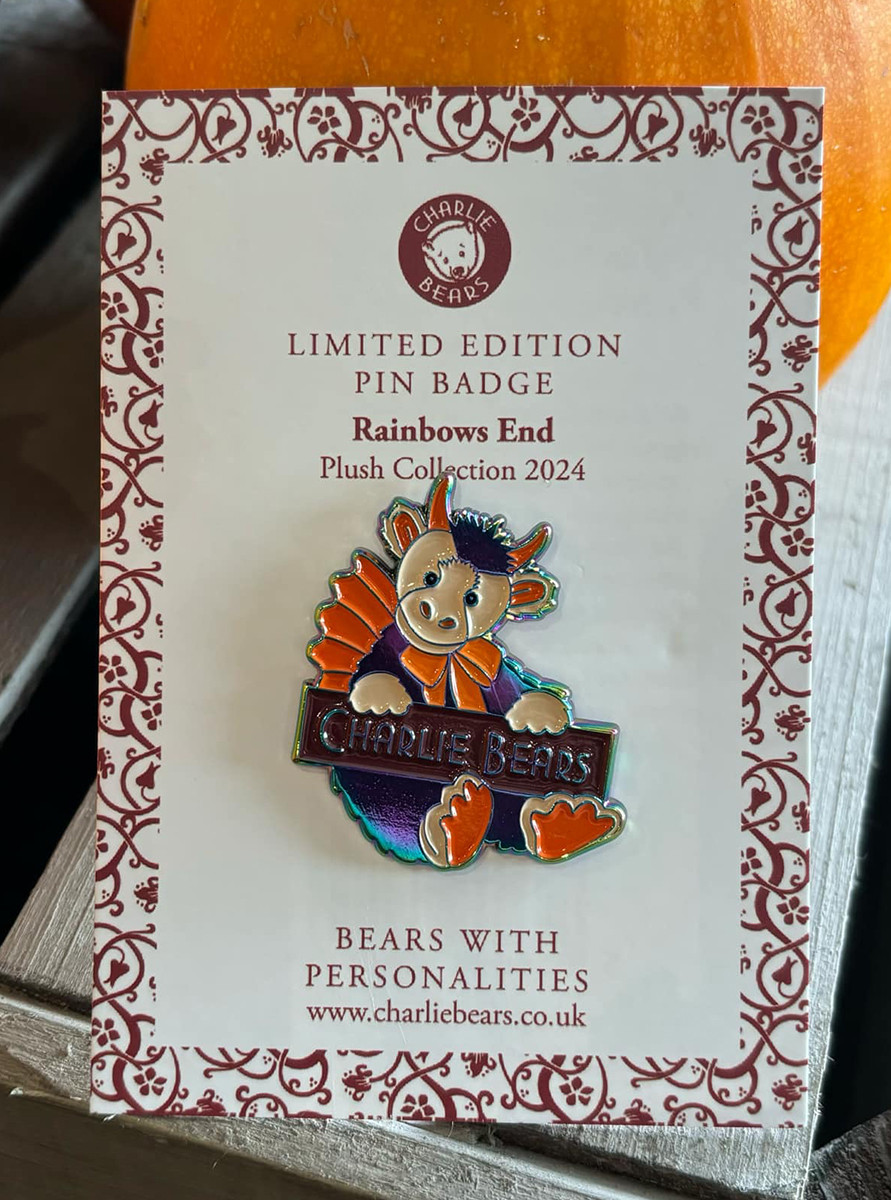 CHARLIE
BEARS
LIMITED EDITION
PIN BADGE
Rainbows End
Plush Collection 2024
CHARLIE BEARS
BEARS WITH
PERSONALITIES
www.charliebears.co.uk